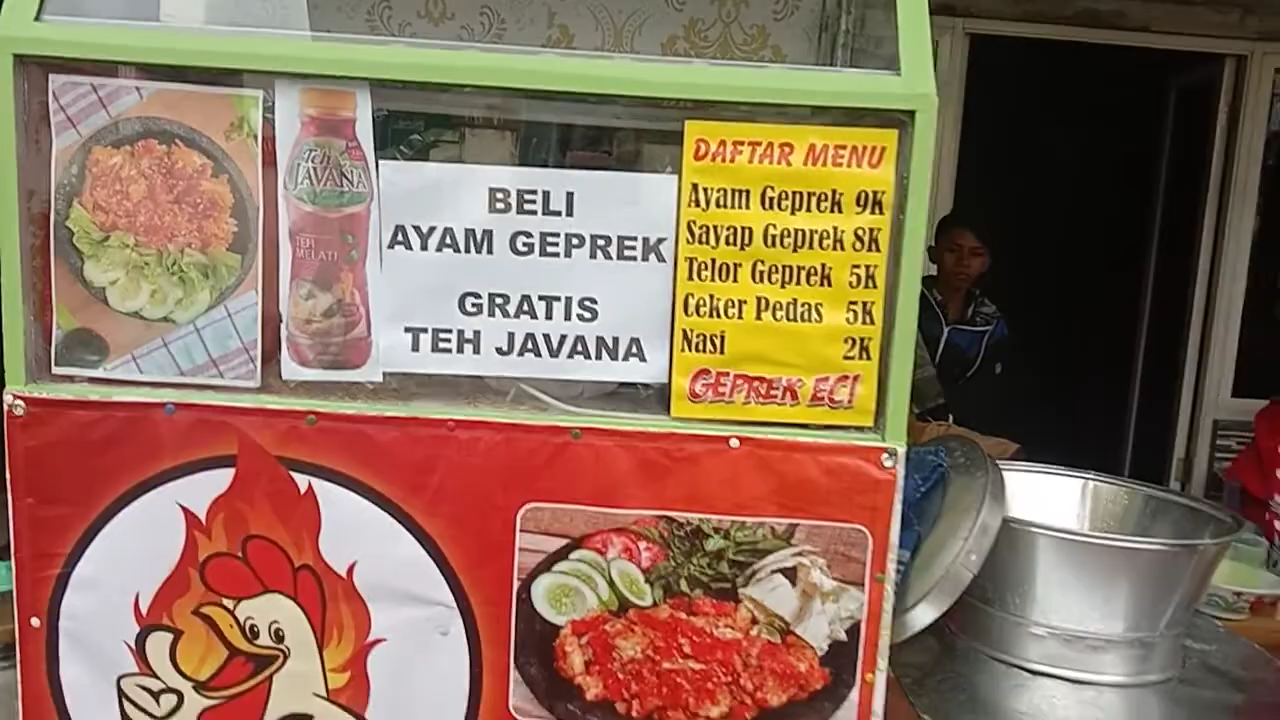 Teh
JAVANA
TEH
MELATI
BELI
AYAM GEPREK
GRATIS
TEH JAVANA
DAFTAR MENU
Ayam Geprek 9K
Sayap Geprek 8K
Telor Geprek 5K
Ceker Pedas 5K
Nasi 2K
GEPREK ECI